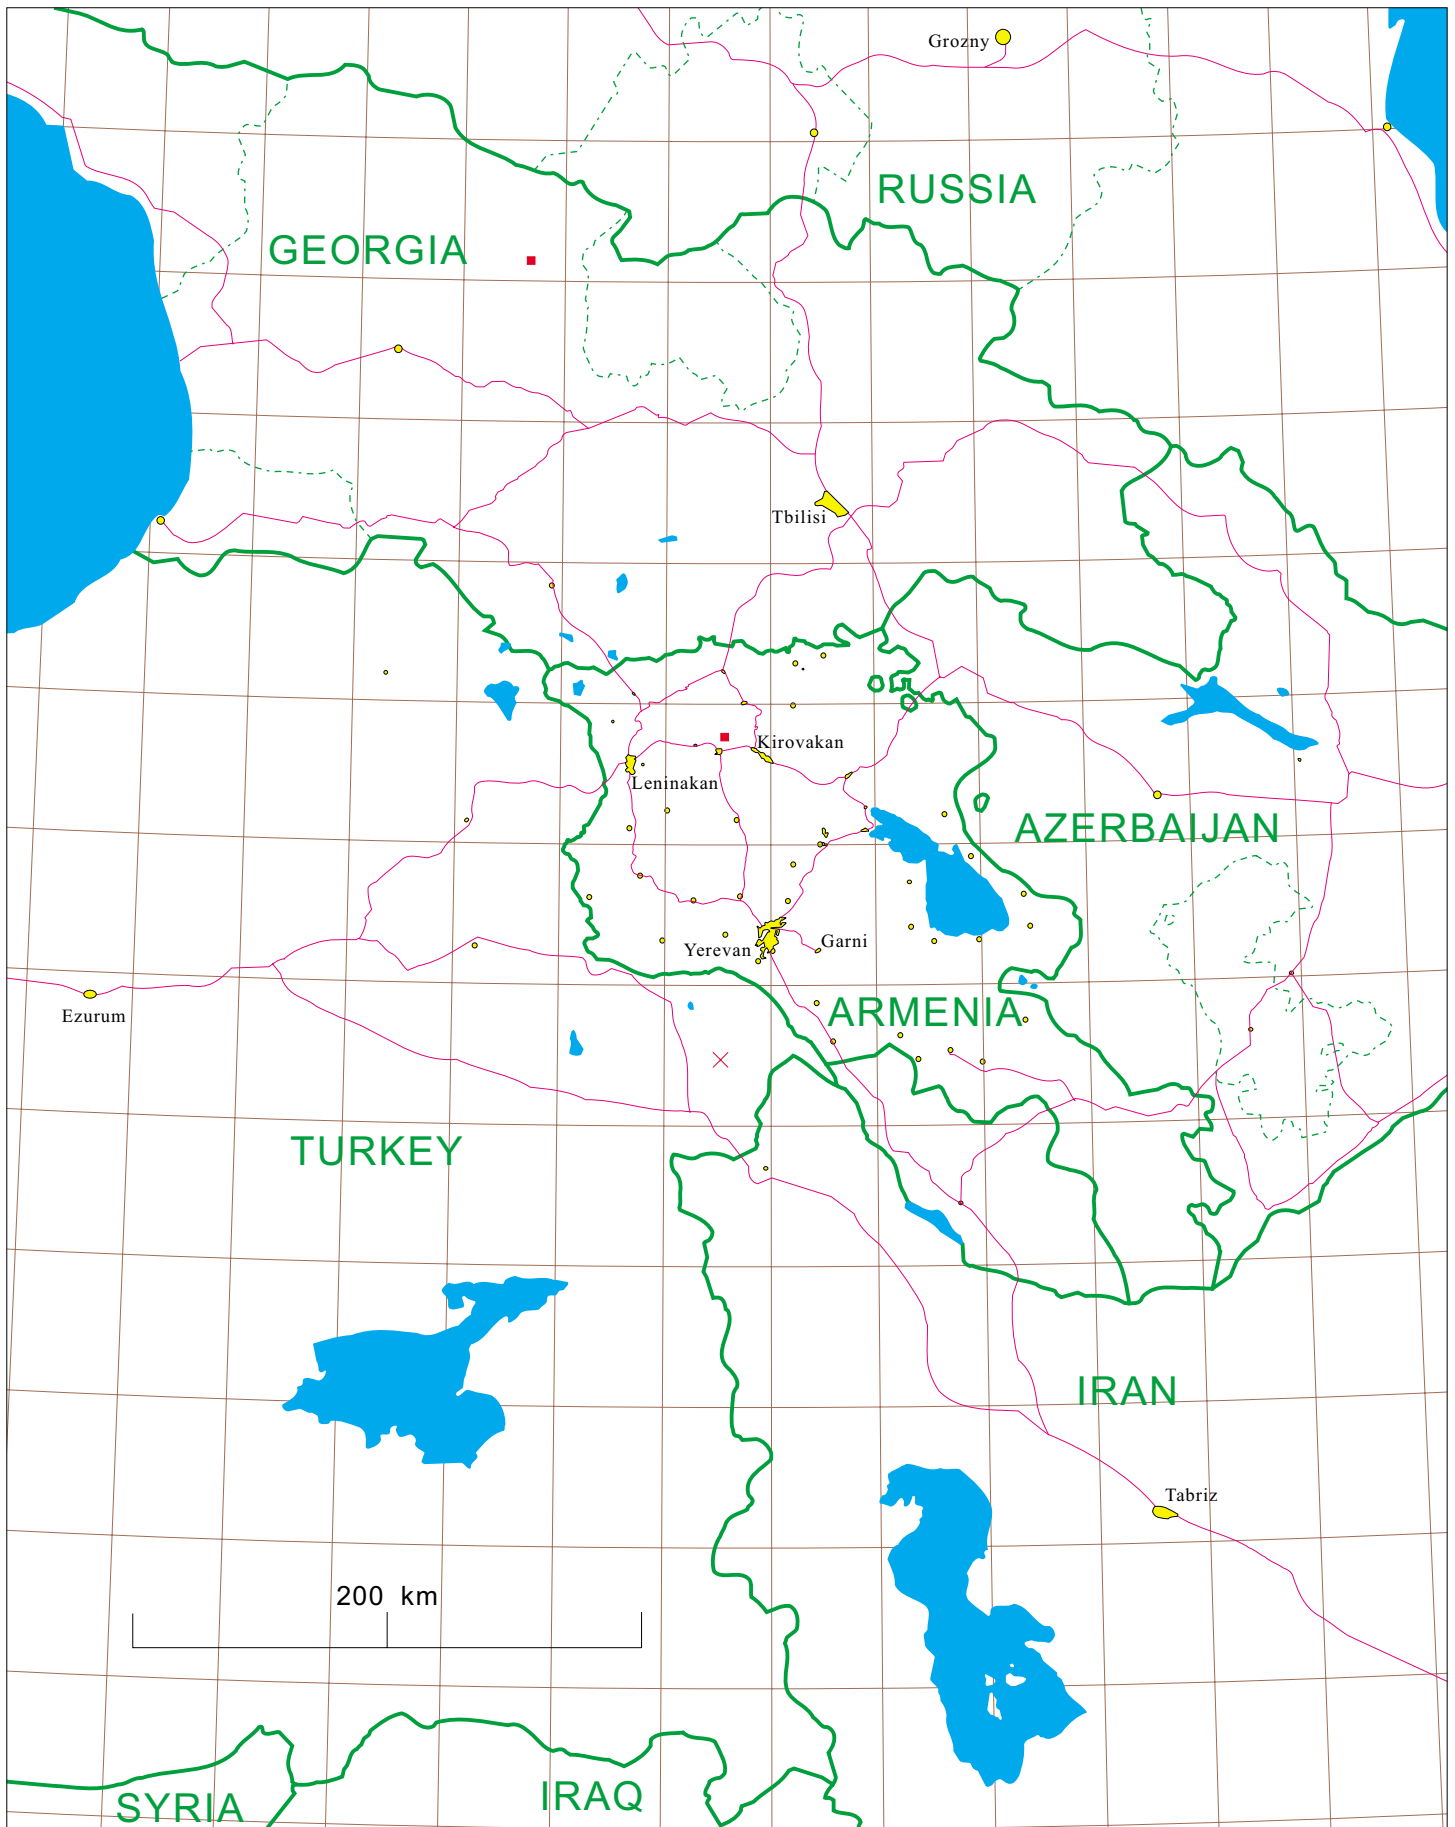 Grozny
RUSSIA
GEORGIA
Tbilisi
Kirovakan
Leninakan
AZERBAIJAN
Yerevan
Garni
Ezurum
ARMENIA
TURKEY
IRAN
Tabriz
200 km
SYRIA
IRAQ